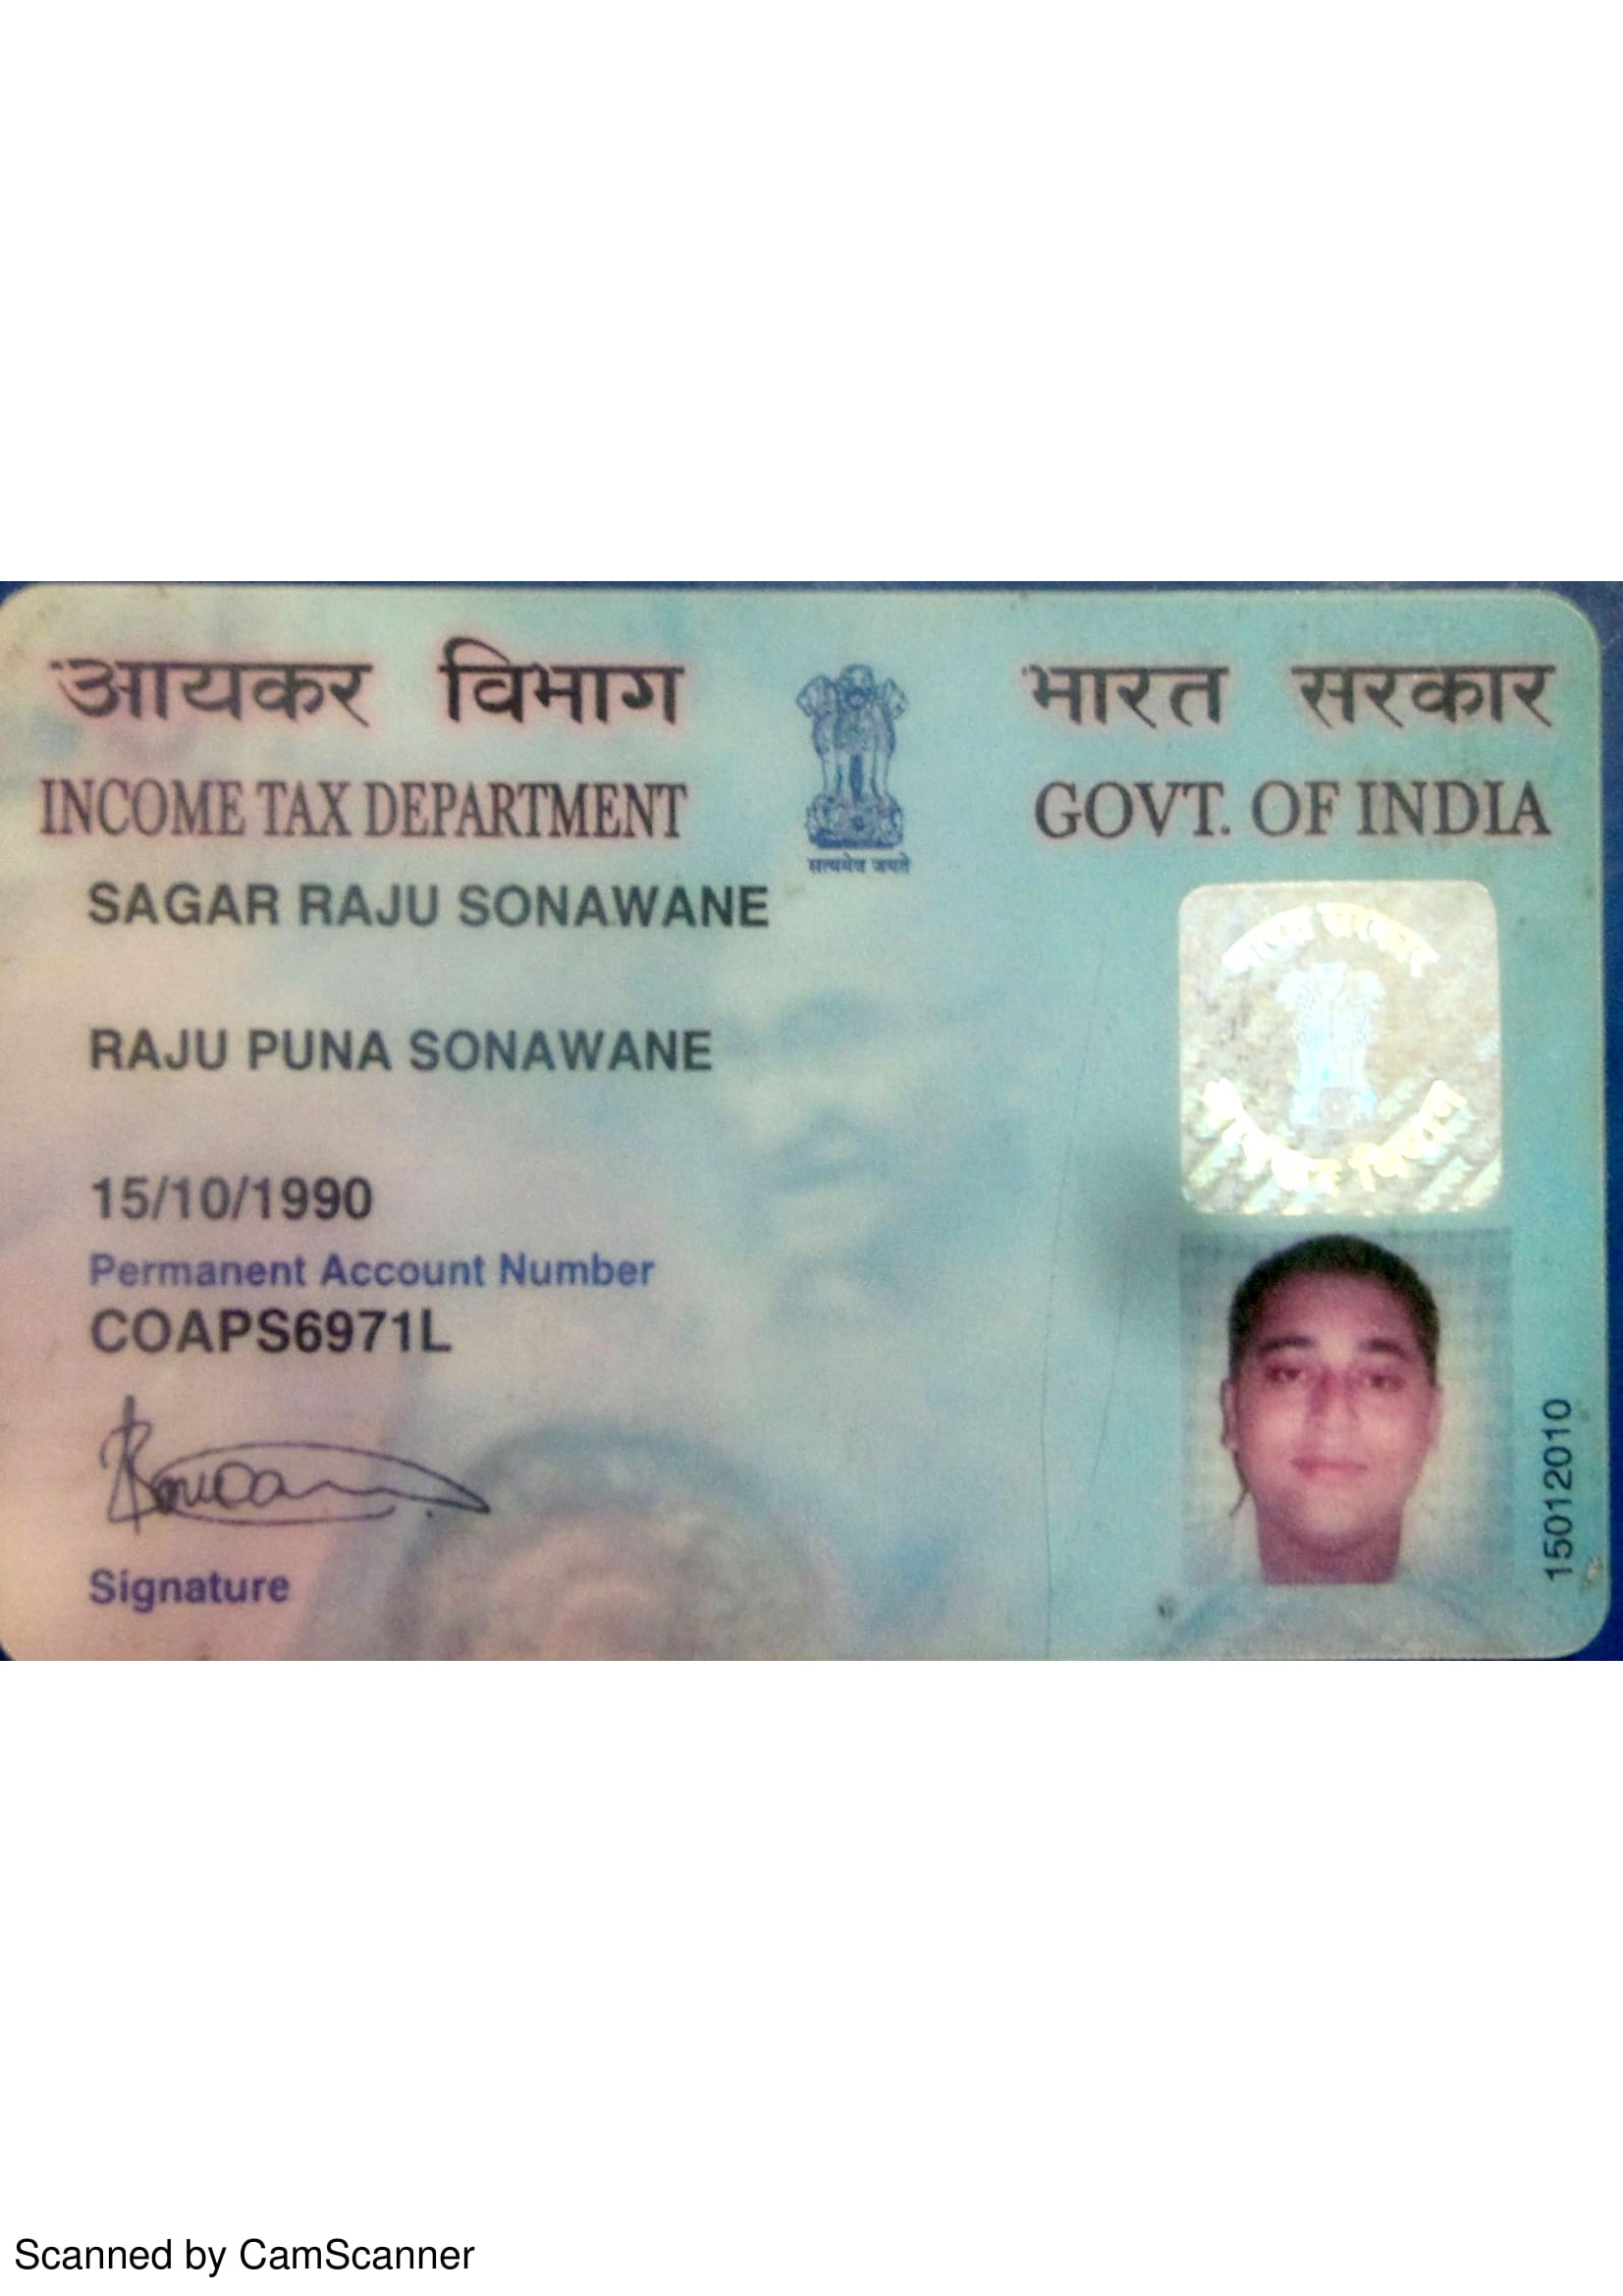 आयकर विभाग
भारत सरकार
INCOME TAX DEPARTMENT
GOVT. OF INDIA
सत्यमेव जयते
SAGAR RAJU SONAWANE
RAJU PUNA SONAWANE
15/10/1990
Permanent Account Number
COAPS6971L
Signature
15012010
Scanned by CamScanner